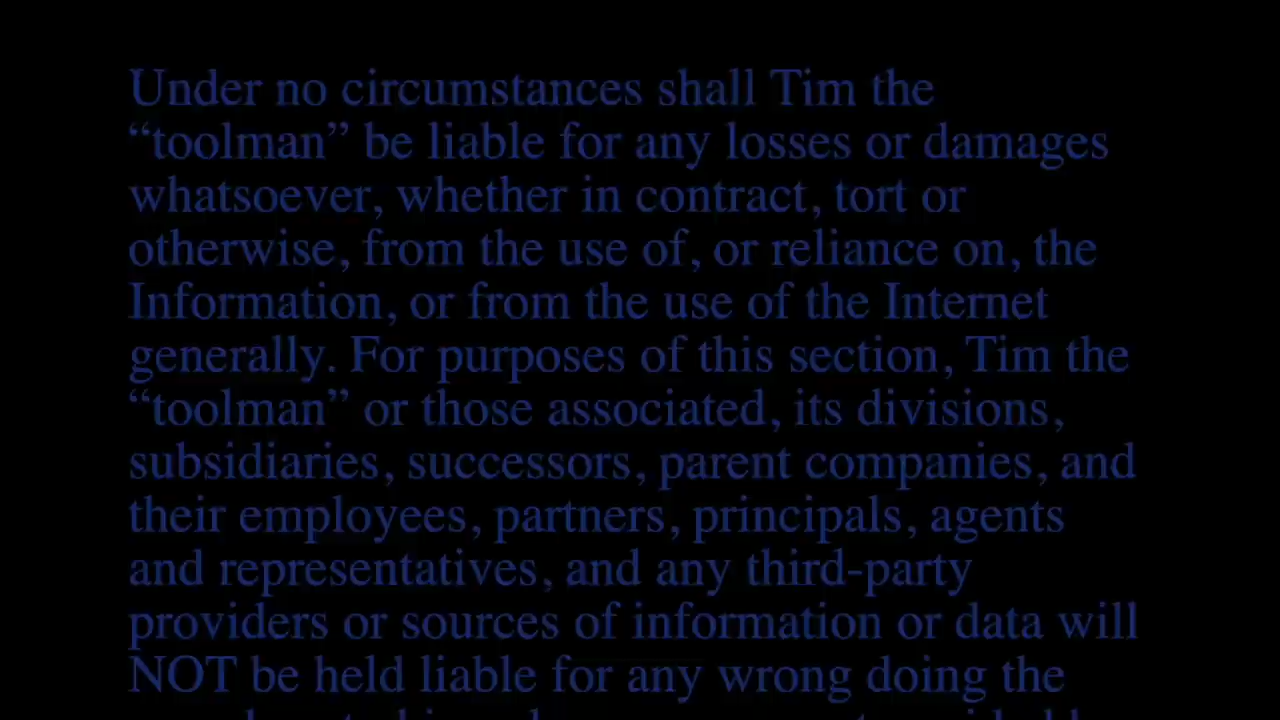 Under no circumstances shall Tim the
“toolman” be liable for any losses or damages
whatsoever, whether in contract, tort or
otherwise, from the use of, or reliance on, the
Information, or from the use of the Internet
generally. For purposes of this section, Tim the
“toolman” or those associated, its divisions,
subsidiaries, successors, parent companies, and
their employees, partners, principals, agents
and representatives, and any third-party
providers or sources of information or data will
NOT be held liable for any wrong doing the